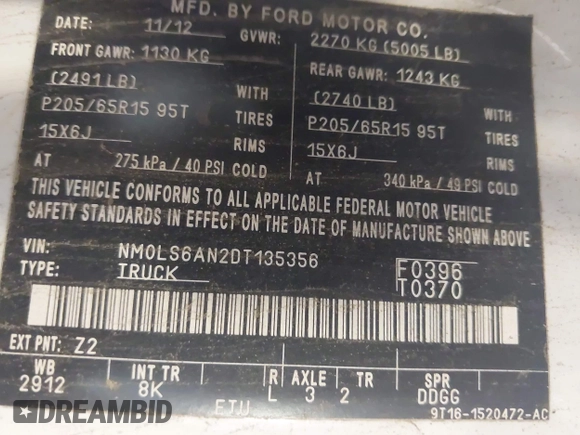 MFD. BY FORD MOTOR CO.
DATE: 11/12 GVWR: 2270 KG (5005 LB)
FRONT GAWR: 1130 KG REAR GAWR: 1243 KG
(2491 LB) WITH (2740 LB) WITH
P205/65R15 95T TIRES P205/65R15 95T TIRES
15X6J RIMS 15X6J RIMS
AT 275 kPa / 40 PSI COLD AT 340 kPa / 49 PSI COLD
THIS VEHICLE CONFORMS TO ALL APPLICABLE FEDERAL MOTOR VEHICLE
SAFETY STANDARDS IN EFFECT ON THE DATE OF MANUFACTURE SHOWN ABOVE
VIN: NM0LS6AN2DT135356 F0396
TYPE: TRUCK T0370
EXT PNT: Z2
WB INT TR R AXLE TR SPR
2912 8K L 3 2 DDGG
9T16-1520472-AC
DREAMBID DREAMBID